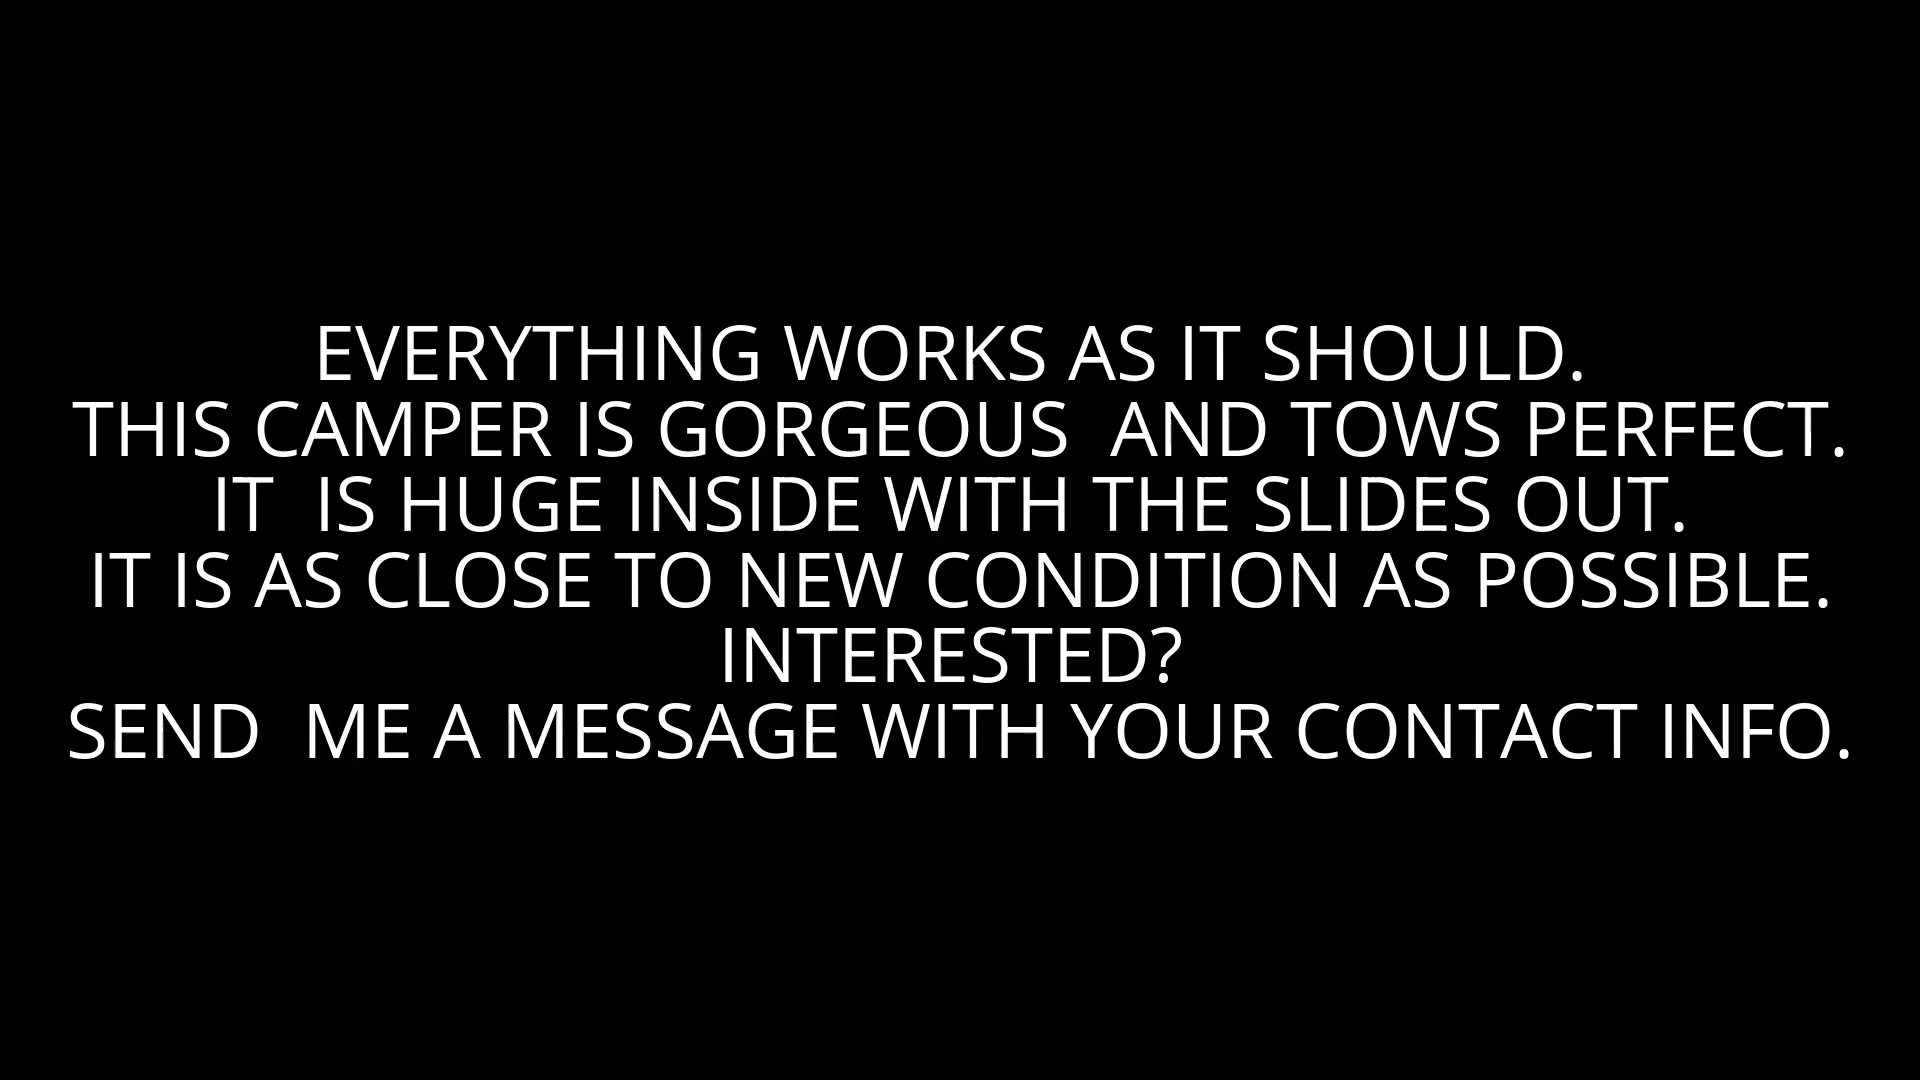 EVERYTHING WORKS AS IT SHOULD.
THIS CAMPER IS GORGEOUS  AND TOWS PERFECT.
IT  IS HUGE INSIDE WITH THE SLIDES OUT.
IT IS AS CLOSE TO NEW CONDITION AS POSSIBLE.
INTERESTED?
SEND  ME A MESSAGE WITH YOUR CONTACT INFO.